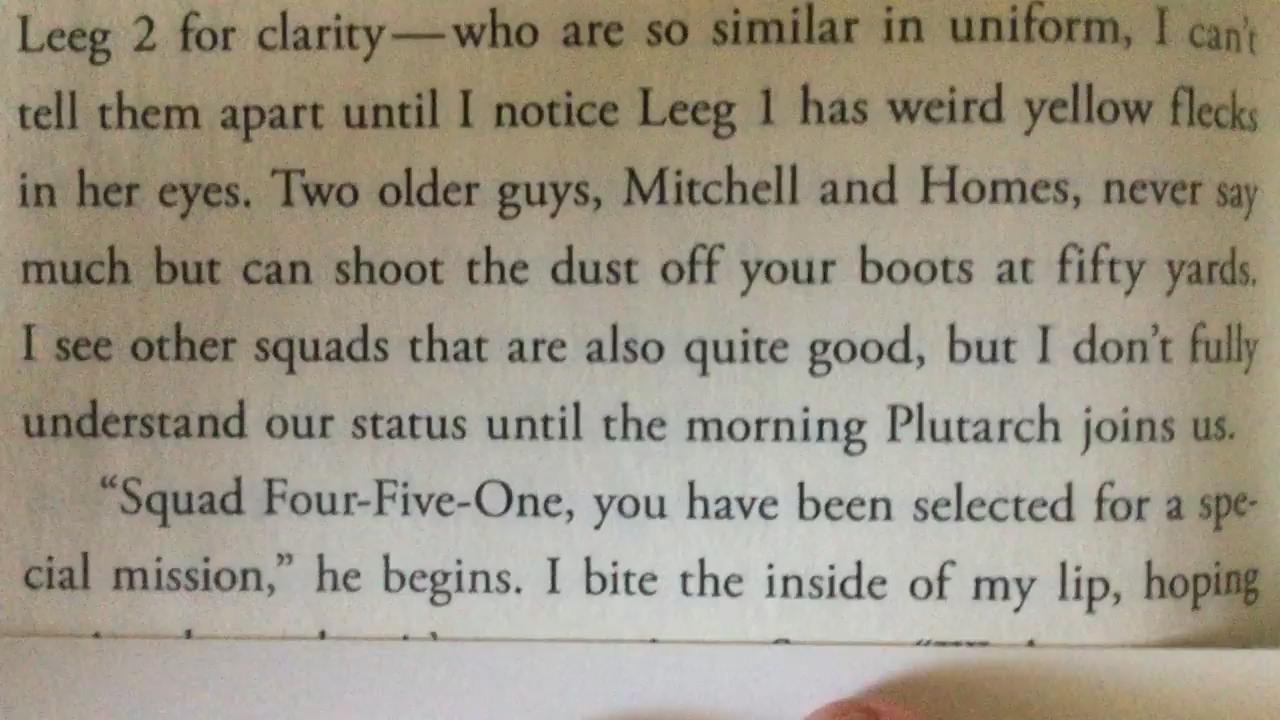 Leeg 2 for clarity—who are so similar in uniform, I can't
tell them apart until I notice Leeg 1 has weird yellow flecks
in her eyes. Two older guys, Mitchell and Homes, never say
much but can shoot the dust off your boots at fifty yards.
I see other squads that are also quite good, but I don't fully
understand our status until the morning Plutarch joins us.
“Squad Four-Five-One, you have been selected for a spe-
cial mission,” he begins. I bite the inside of my lip, hoping